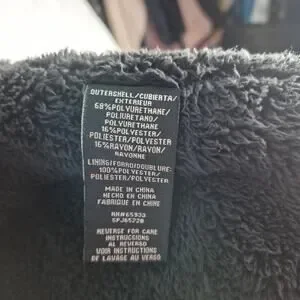 OUTERSHELL/CUBIERTA/
EXTERIEUR
68%POLYURETHANE/
POLIURETANO/
POLYURETHANE/
16%POLYESTER/
POLIESTER/POLYESTER
16%RAYON/RAYON/
RAYONNE
LINING/FORRO/DOUBLURE:
100%POLYESTER/
POLIESTER/POLYESTER
MADE IN CHINA
HECHO EN CHINA
FABRIQUE EN CHINE
RN#65933
SPJ65720
REVERSE FOR CARE
INSTRUCTIONS
AL REVERSO
VOIR INSTRUCTIONS
DE LAVAGE AU VERSO